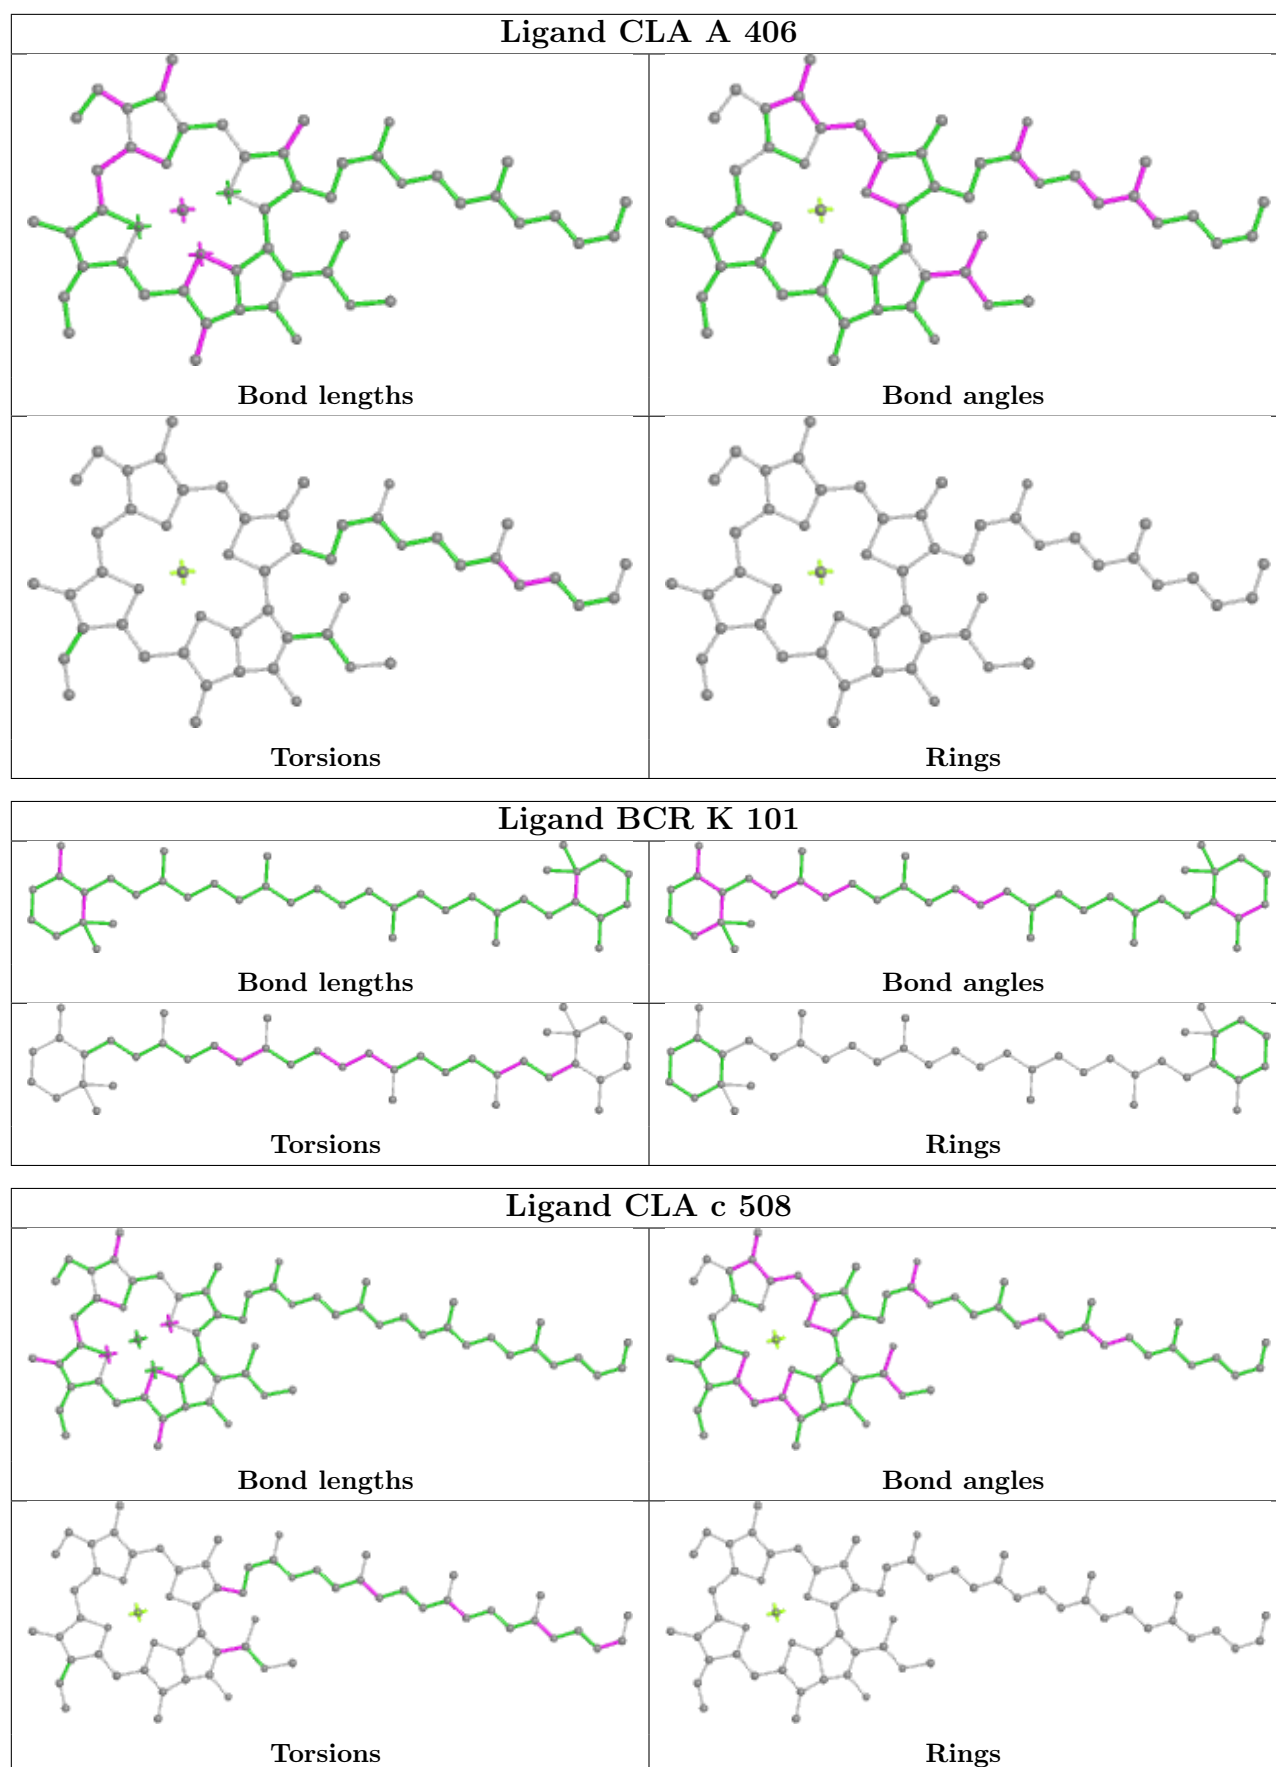 Ligand CLA A 406
Bond lengths
Bond angles
Torsions
Rings
Ligand BCR K 101
Bond lengths
Bond angles
Torsions
Rings
Ligand CLA c 508
Bond lengths
Bond angles
Torsions
Rings